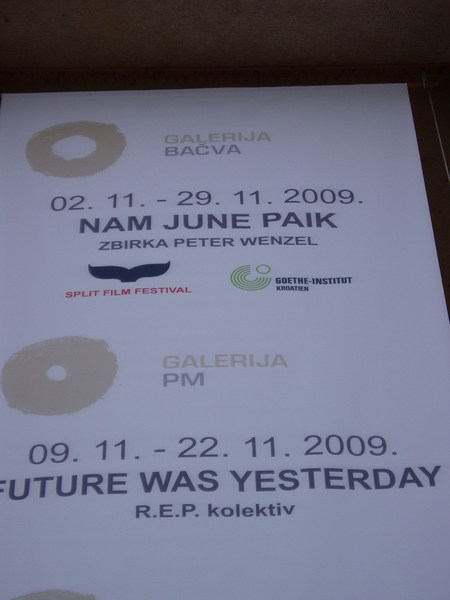 GALERIJA
BAČVA
02. 11. - 29. 11. 2009.
NAM JUNE PAIK
ZBIRKA PETER WENZEL
SPLIT FILM FESTIVAL
GOETHE-INSTITUT
KROATIEN
GALERIJA
PM
09. 11. - 22. 11. 2009.
FUTURE WAS YESTERDAY
R.E.P. kolektiv